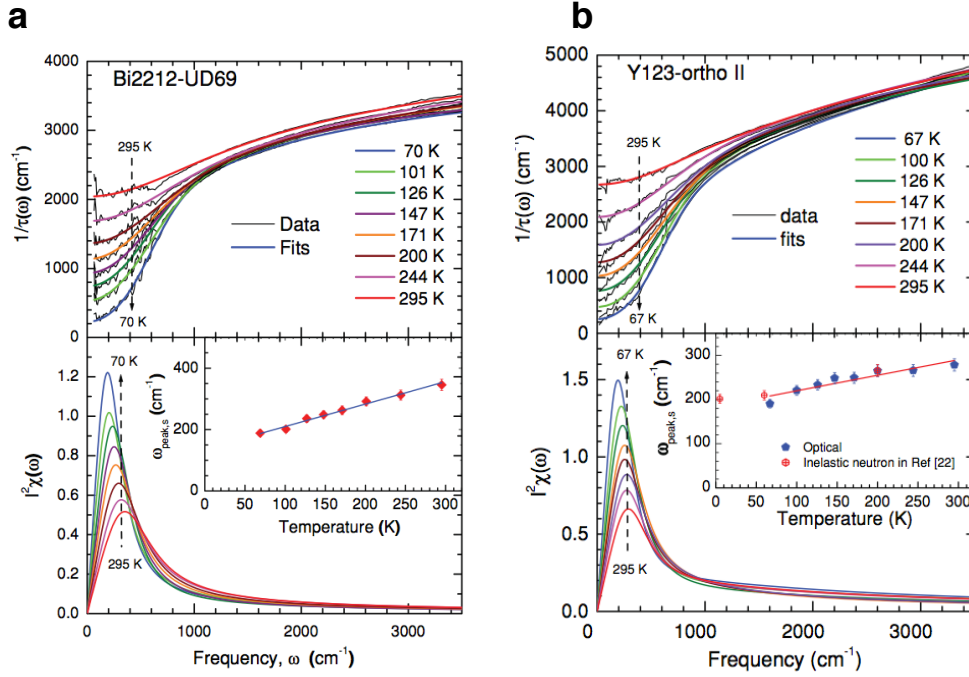 a
Bi2212-UD69
4000
3000
2000
1000
0
1/τ(ω) (cm⁻¹)
295 K
70 K
Data
Fits
70 K
101 K
126 K
147 K
171 K
200 K
244 K
295 K
1.2
1.0
0.8
0.6
0.4
0.2
0.0
I²χ(ω)
70 K
295 K
400
200
0
ω_peak,s (cm⁻¹)
0 50 100 150 200 250 300
Temperature (K)
0 1000 2000 3000
Frequency, ω (cm⁻¹)
b
Y123-ortho II
5000
4000
3000
2000
1000
0
1/τ(ω) (cm⁻¹)
295 K
67 K
data
fits
67 K
100 K
126 K
147 K
171 K
200 K
244 K
295 K
1.5
1.0
0.5
0.0
I²χ(ω)
67 K
295 K
300
200
100
0
ω_peak,s (cm⁻¹)
Optical
Inelastic neutron in Ref [22]
0 50 100 150 200 250 300
Temperature (K)
0 1000 2000 3000
Frequency (cm⁻¹)